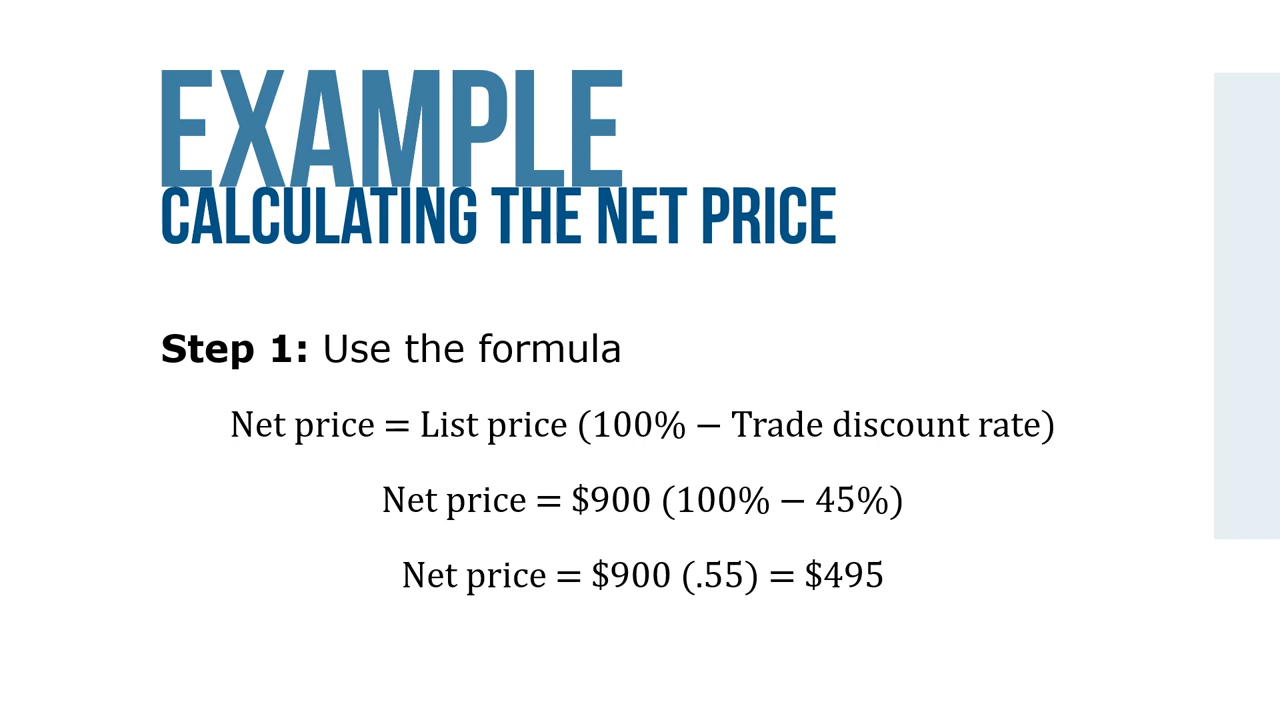 EXAMPLE
CALCULATING THE NET PRICE
Step 1: Use the formula
Net price = List price (100% − Trade discount rate)
Net price = $900 (100% − 45%)
Net price = $900 (.55) = $495